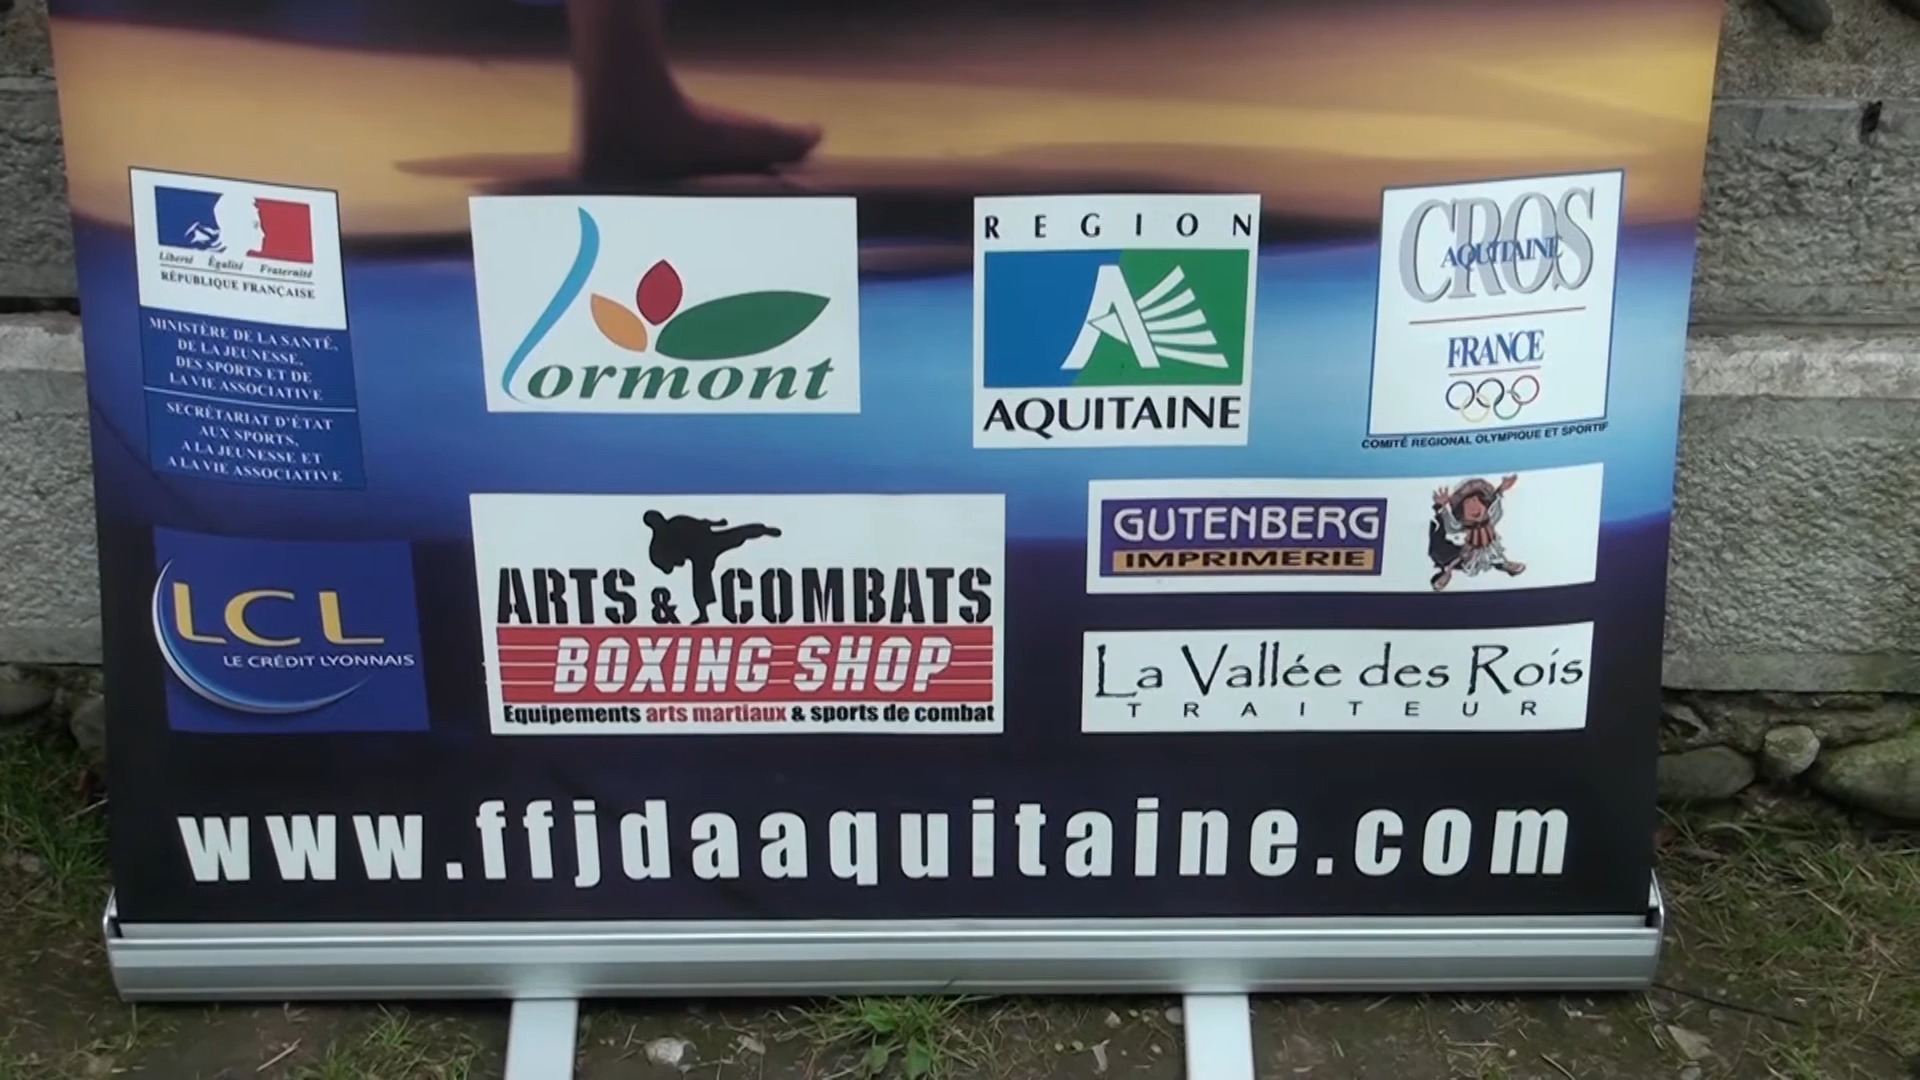 Liberté Égalité Fraternité
RÉPUBLIQUE FRANÇAISE
MINISTÈRE DE LA SANTÉ,
DE LA JEUNESSE,
DES SPORTS ET DE
LA VIE ASSOCIATIVE
SECRÉTARIAT D'ÉTAT
AUX SPORTS,
A LA JEUNESSE ET
A LA VIE ASSOCIATIVE
Lormont
REGION
A
AQUITAINE
CROS
AQUITAINE
FRANCE
COMITÉ REGIONAL OLYMPIQUE ET SPORTIF
LCL
LE CRÉDIT LYONNAIS
ARTS & COMBATS
BOXING SHOP
Equipements arts martiaux & sports de combat
GUTENBERG
IMPRIMERIE
La Vallée des Rois
TRAITEUR
www.ffjdaaquitaine.com